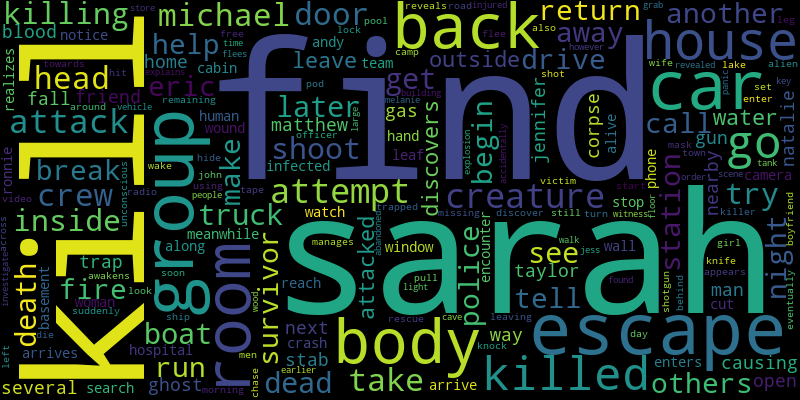 killing
michael
door
back
return
another
reveals
road
injured
pool
store
grab
leg
blood
notice
home
cabin
help
leave
andy
team
lock
free
time
flees
flee
also
however
towards
hit
explains
away
outside
drive
house
wife
lake
alien
revealed
key
realizes
head
eric
find
camp
shot
car
panic
set
enter
fall
friend
human
wound
later
get
gas
pod
melanie
building
remaining
vehicle
attack
around
group
make
matthew
hand
large
officer
shoot
leaf
begin
discovers
jennifer
corpse
alive
call
water
gun
tank
natalie
mask
town
ronnie
video
kill
break
hide
john
using
people
wake
radio
tape
infected
explosion
accidentally
victim
phone
go
camera
scene
order
crew
unconscious
attempt
creature
stop
station
nearby
try
start
inside
truck
watch
trapped
abandoned
missing
discover
still
turn
witness
floor
killer
girl
boyfriend
investigate
across
death
trap
along
meanwhile
survivor
manages
window
sarah
see
encounter
walk
jess
wall
knife
appears
night
man
cut
awakens
look
basement
room
reach
attacked
police
taylor
pull
light
found
shotgun
behind
eventually
fire
woman
suddenly
soon
ship
wood
tell
cave
leaving
rescue
day
escape
left
die
arrives
boat
hospital
next
crash
body
way
knock
enters
causing
several
search
run
ghost
men
morning
chase
stab
earlier
dead
take
arrive
killed
others
open